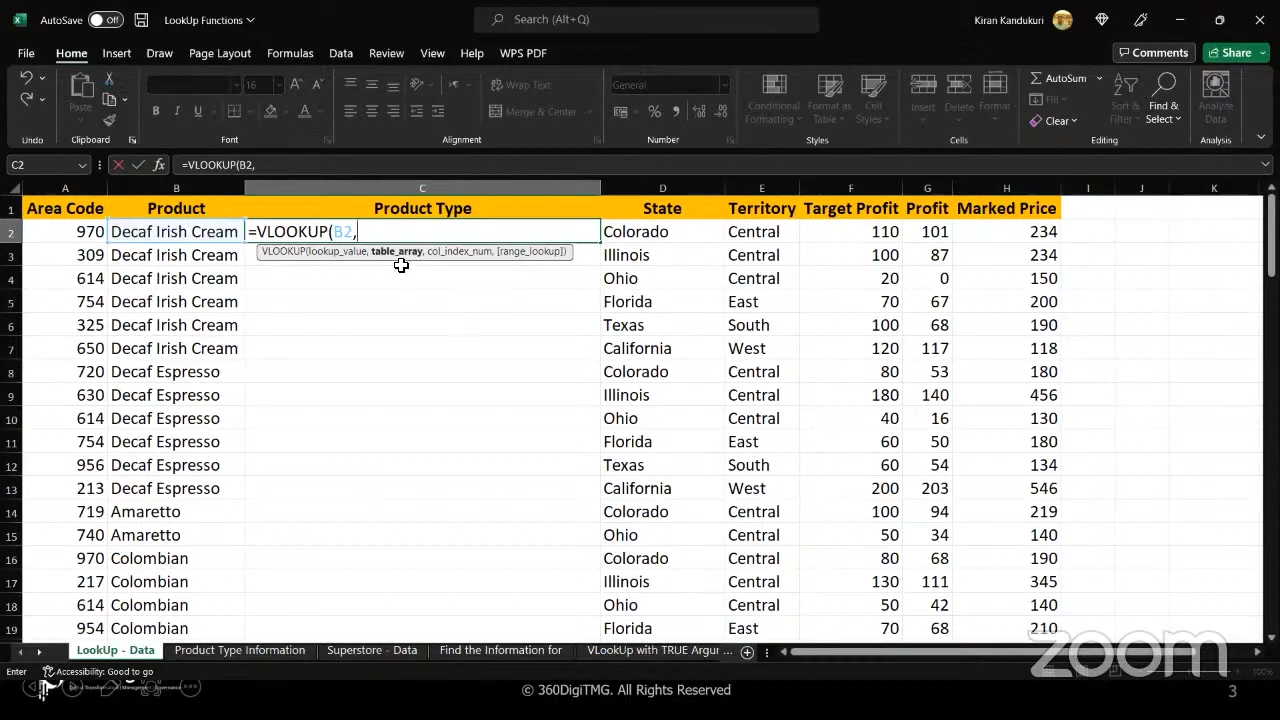 AutoSave Off LookUp Functions Search (Alt+Q) Kiran Kandukuri
File Home Insert Draw Page Layout Formulas Data Review View Help WPS PDF Comments Share
Paste 16 Wrap Text Merge & Center General Conditional Formatting Format as Table Cell Styles Insert Delete Format AutoSum Fill Clear Sort & Filter Find & Select Analyze Data
Undo Clipboard Font Alignment Number Styles Cells Editing Analysis
C2 fx =VLOOKUP(B2,
A B C D E F G H I J K
1 Area Code Product Product Type State Territory Target Profit Profit Marked Price
2 970 Decaf Irish Cream =VLOOKUP(B2, Colorado Central 110 101 234
VLOOKUP(lookup_value, table_array, col_index_num, [range_lookup])
3 309 Decaf Irish Cream Illinois Central 100 87 234
4 614 Decaf Irish Cream Ohio Central 20 0 150
5 754 Decaf Irish Cream Florida East 70 67 200
6 325 Decaf Irish Cream Texas South 100 68 190
7 650 Decaf Irish Cream California West 120 117 118
8 720 Decaf Espresso Colorado Central 80 53 180
9 630 Decaf Espresso Illinois Central 180 140 456
10 614 Decaf Espresso Ohio Central 40 16 130
11 754 Decaf Espresso Florida East 60 50 180
12 956 Decaf Espresso Texas South 60 54 134
13 213 Decaf Espresso California West 200 203 546
14 719 Amaretto Colorado Central 100 94 219
15 740 Amaretto Ohio Central 50 34 140
16 970 Colombian Colorado Central 80 68 190
17 217 Colombian Illinois Central 130 111 345
18 614 Colombian Ohio Central 50 42 140
19 954 Colombian Florida East 70 68 210
LookUp - Data Product Type Information Superstore - Data Find the Information for VLookUp with TRUE Argur ...
zoom
Enter Accessibility: Good to go 100%
© 360DigiTMG. All Rights Reserved 3